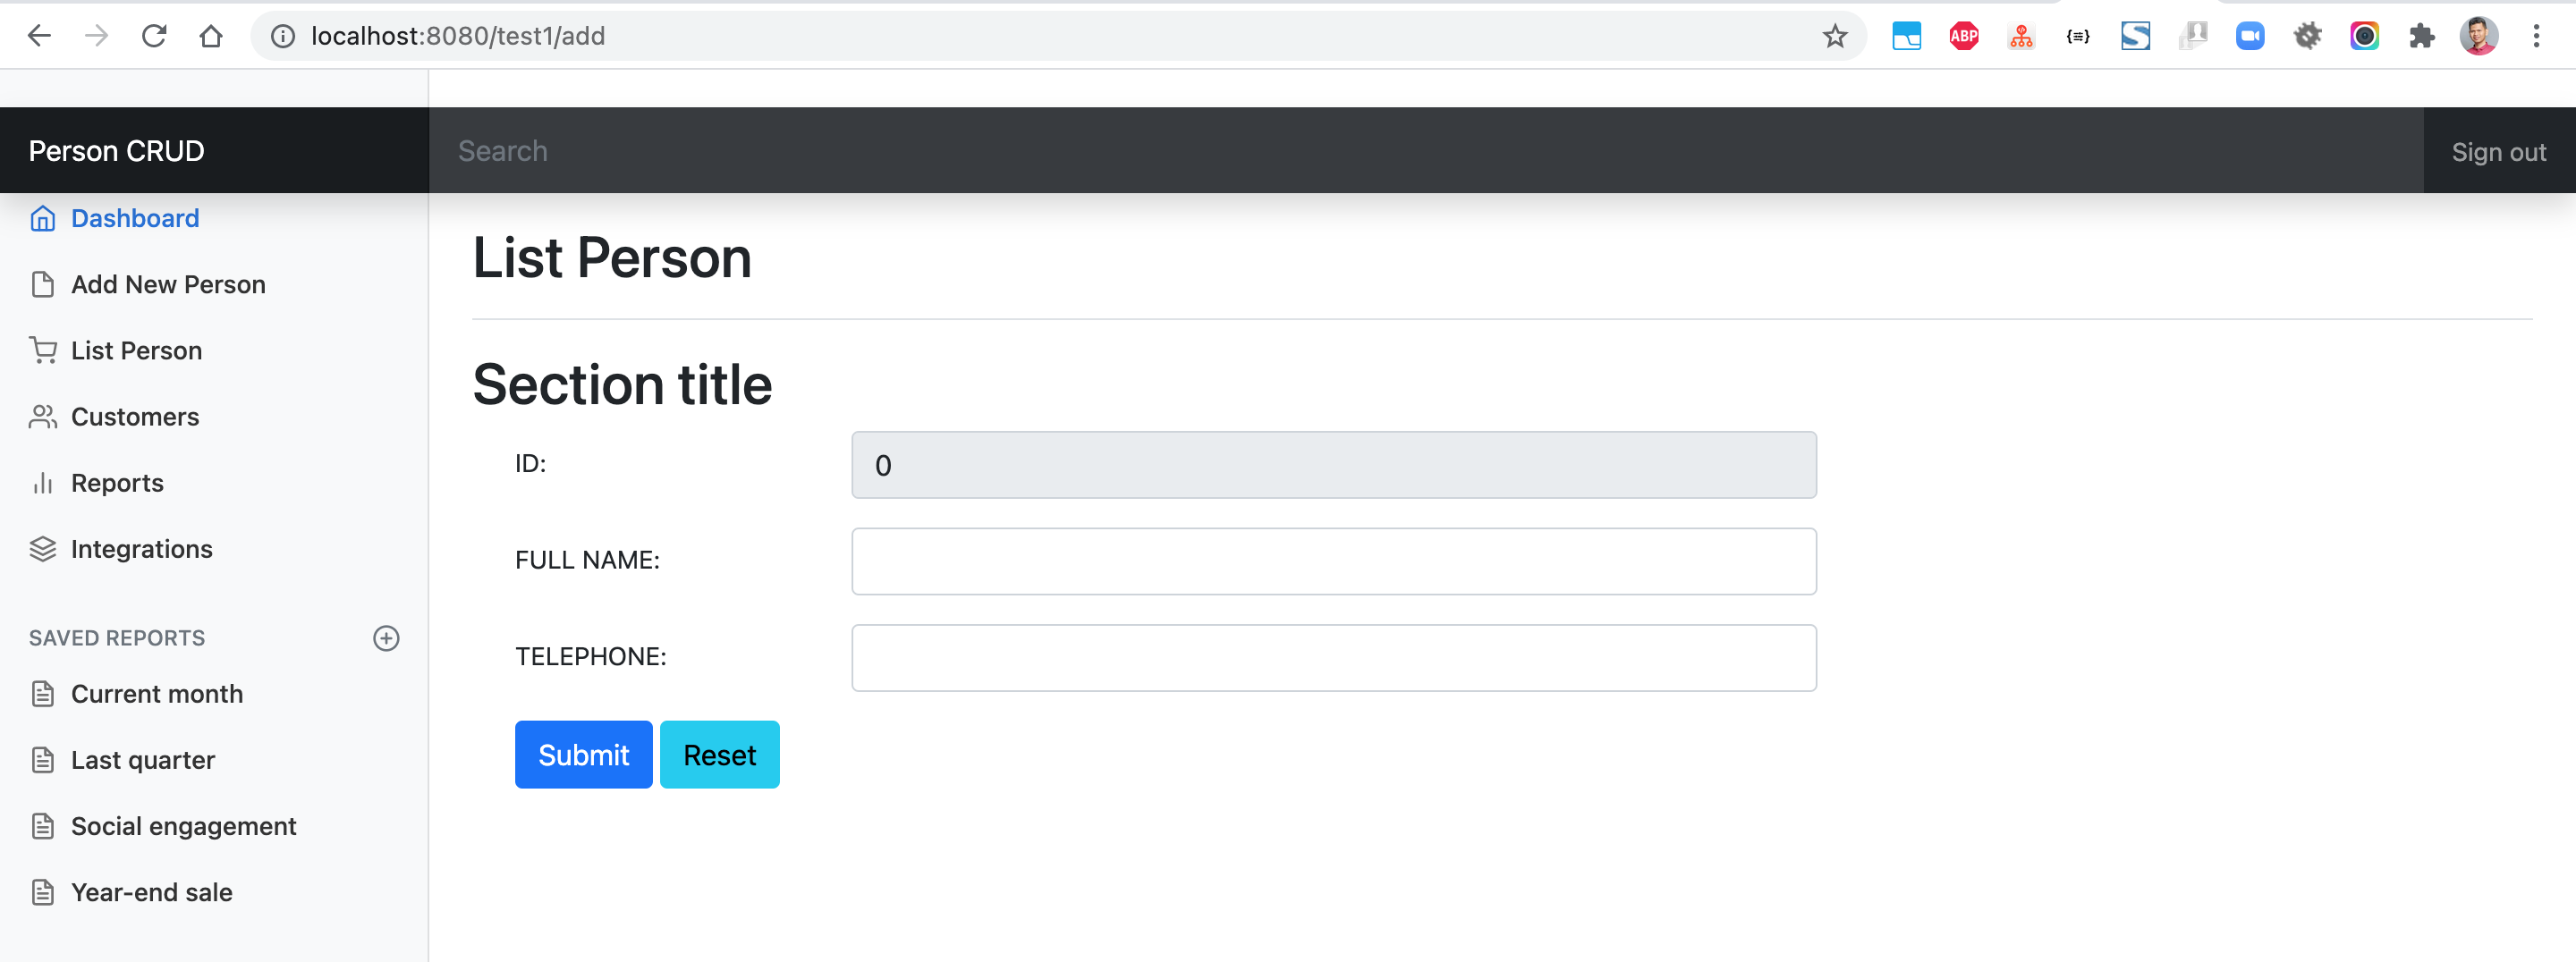 localhost:8080/test1/add
ABP
Person CRUD
Search
Sign out
Dashboard
Add New Person
List Person
Customers
Reports
Integrations
SAVED REPORTS
Current month
Last quarter
Social engagement
Year-end sale
List Person
Section title
ID:
0
FULL NAME:
TELEPHONE:
Submit
Reset